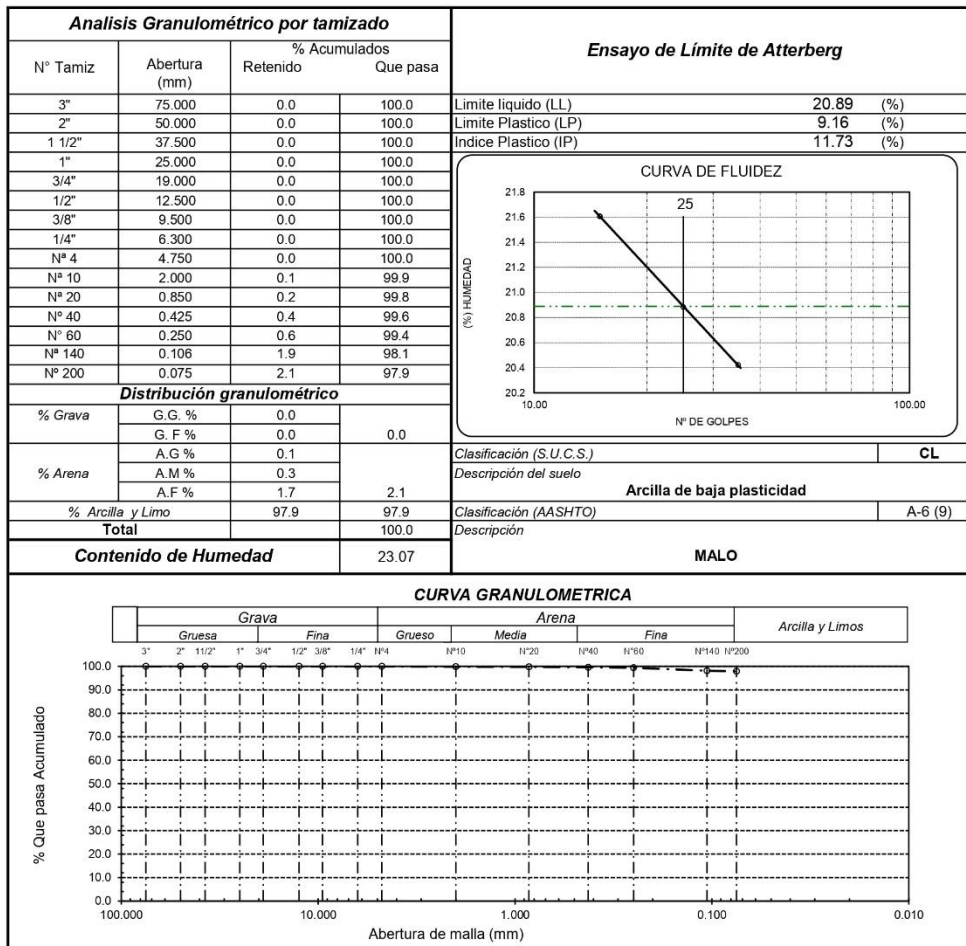 Analisis Granulométrico por tamizado
N° Tamiz Abertura (mm) % Acumulados Retenido Que pasa
3" 75.000 0.0 100.0
2" 50.000 0.0 100.0
1 1/2" 37.500 0.0 100.0
1" 25.000 0.0 100.0
3/4" 19.000 0.0 100.0
1/2" 12.500 0.0 100.0
3/8" 9.500 0.0 100.0
1/4" 6.300 0.0 100.0
Nª 4 4.750 0.0 100.0
Nª 10 2.000 0.1 99.9
Nª 20 0.850 0.2 99.8
Nº 40 0.425 0.4 99.6
N° 60 0.250 0.6 99.4
Nª 140 0.106 1.9 98.1
Nº 200 0.075 2.1 97.9
Distribución granulométrico
% Grava G.G. % 0.0
G. F % 0.0 0.0
A.G % 0.1
% Arena A.M % 0.3
A.F % 1.7 2.1
% Arcilla y Limo 97.9 97.9
Total 100.0
Contenido de Humedad 23.07
Ensayo de Límite de Atterberg
Limite liquido (LL) 20.89 (%)
Limite Plastico (LP) 9.16 (%)
Indice Plastico (IP) 11.73 (%)
CURVA DE FLUIDEZ
25
(%) HUMEDAD
21.8
21.6
21.4
21.2
21.0
20.8
20.6
20.4
20.2
10.00 100.00
Nº DE GOLPES
Clasificación (S.U.C.S.) CL
Descripción del suelo
Arcilla de baja plasticidad
Clasificación (AASHTO) A-6 (9)
Descripción
MALO
CURVA GRANULOMETRICA
Grava Arena Arcilla y Limos
Gruesa Fina Grueso Media Fina
3" 2" 11/2" 1" 3/4" 1/2" 3/8" 1/4" Nº4 Nº10 Nº20 Nº40 Nº60 Nº140 Nº200
% Que pasa Acumulado
100.0
90.0
80.0
70.0
60.0
50.0
40.0
30.0
20.0
10.0
0.0
100.000 10.000 1.000 0.100 0.010
Abertura de malla (mm)